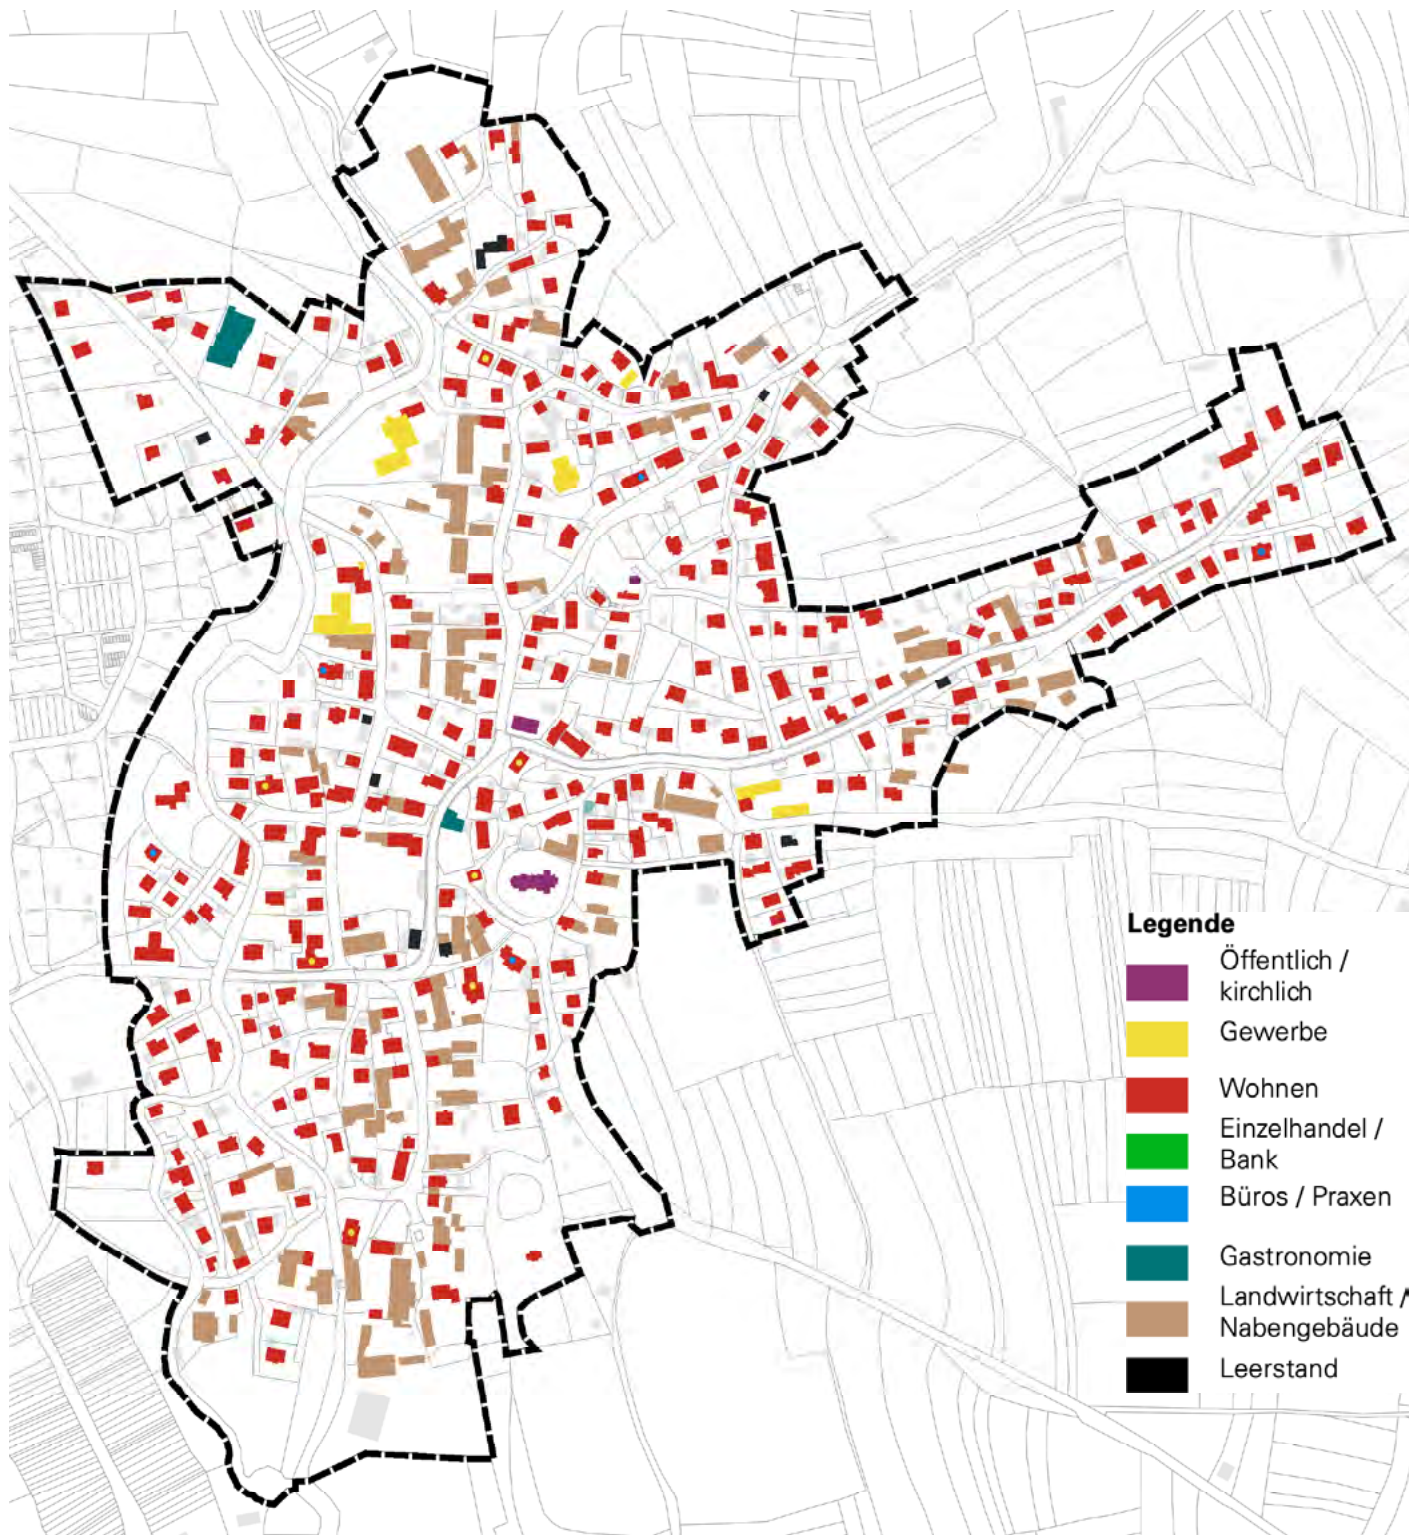 Legende
Öffentlich /
kirchlich
Gewerbe
Wohnen
Einzelhandel /
Bank
Büros / Praxen
Gastronomie
Landwirtschaft /
Nabengebäude
Leerstand